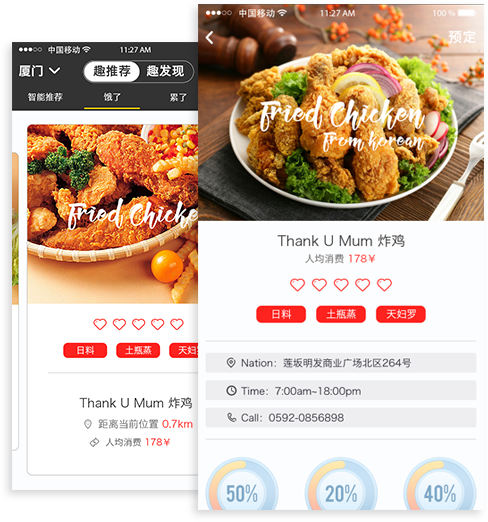 中国移动 11:27 AM
厦门 趣推荐 趣发现
智能推荐 饿了 累了
Fried Chicke
日料 土瓶蒸 天妇罗
Thank U Mum 炸鸡
距离当前位置 0.7km
人均消费 178￥
中国移动 11:27 AM 100 %
预定
Fried Chicken
From korean
Thank U Mum 炸鸡
人均消费 178￥
日料 土瓶蒸 天妇罗
Nation：莲坂明发商业广场北区264号
Time：7:00am~18:00pm
Call：0592-0856898
50% 20% 40%